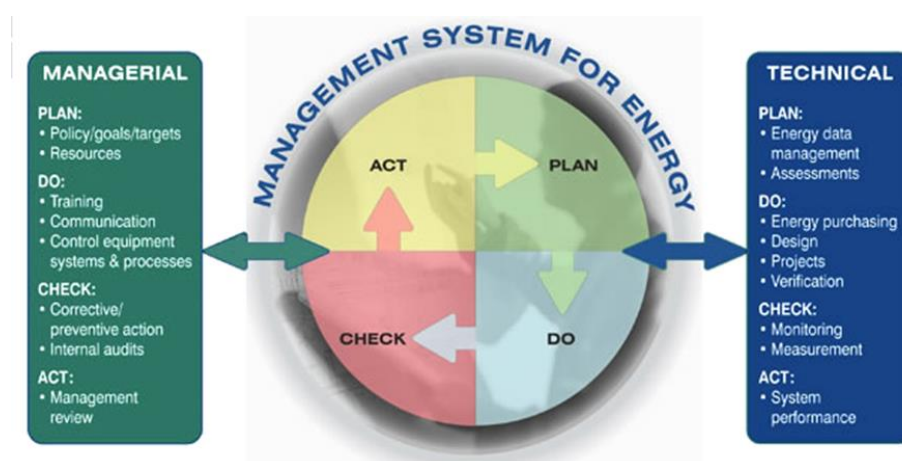 MANAGEMENT SYSTEM FOR ENERGY
MANAGERIAL
PLAN:
• Policy/goals/targets
• Resources
DO:
• Training
• Communication
• Control equipment
systems & processes
CHECK:
• Corrective/
preventive action
• Internal audits
ACT:
• Management
review
ACT
PLAN
CHECK
DO
TECHNICAL
PLAN:
• Energy data
management
• Assessments
DO:
• Energy purchasing
• Design
• Projects
• Verification
CHECK:
• Monitoring
• Measurement
ACT:
• System
performance